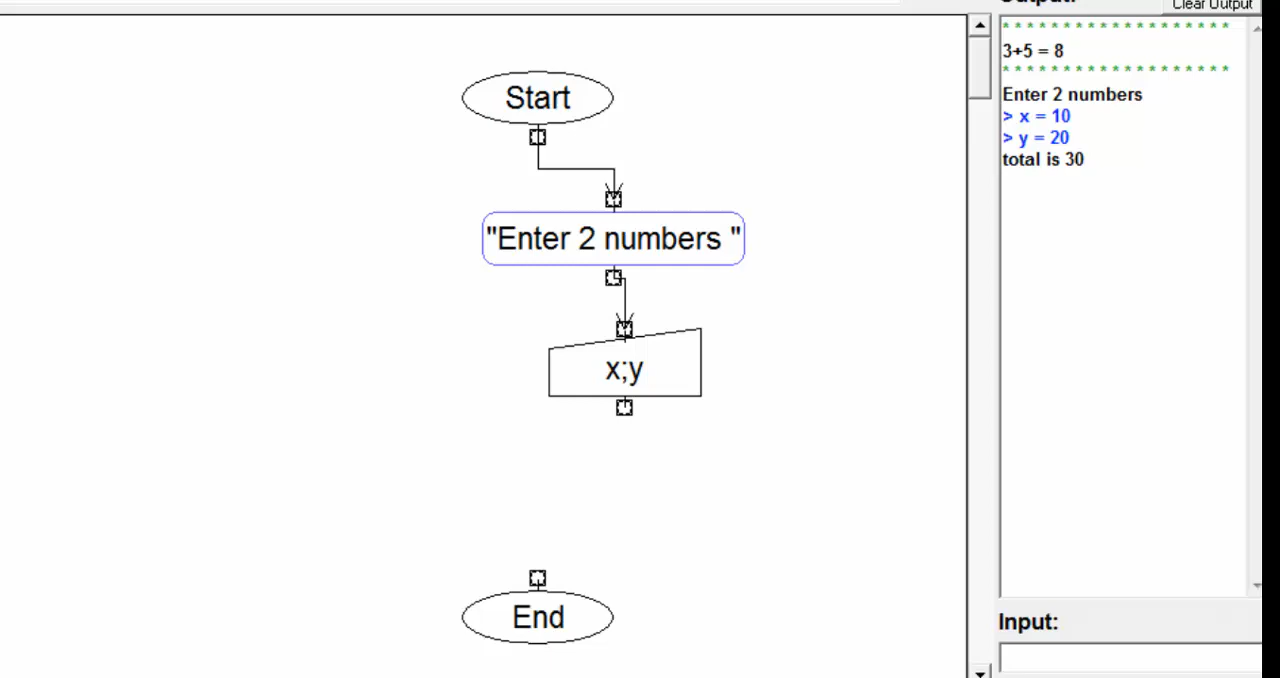 Output:
Clear Output
* * * * * * * * * * * * * * * * * * *
3+5 = 8
* * * * * * * * * * * * * * * * * * *
Enter 2 numbers
> x = 10
> y = 20
total is 30
Start
"Enter 2 numbers "
x;y
End
Input: